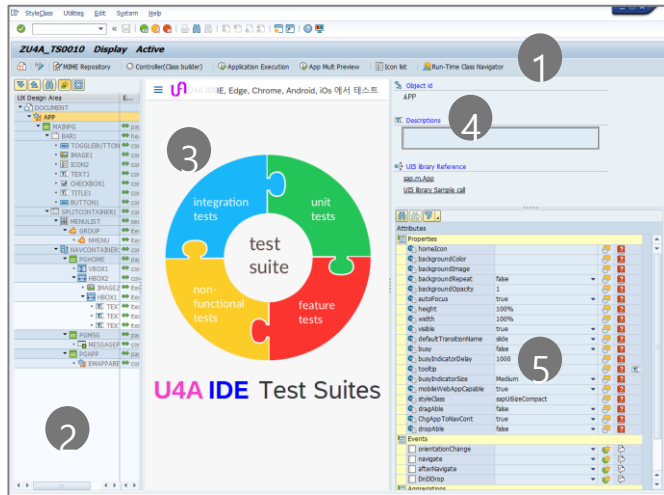 StyleClass Utilities Edit System Help
ZU4A_TS0010 Display Active
MIME Repository Controller(Class builder) Application Execution App Mult Preview Icon list Run-Time Class Navigator
1
UX Design Area E...
DOCUMENT
APP
MAINPG
BAR1
TOGGLEBUTTON
IMAGE1
ICON2
TEXT1
CHECKBOX1
TITLE1
BUTTON1
SPLITCONTAINER1
MENULIST
GROUP
NMENU
NAVCONTAINER
PGHOME
VBOX1
HBOX2
IMAGE2
HBOX1
TEX
TEX
TEX
PGMSG
MESSAGEP
PGAPP
EMAPPARE
2
IE, Edge, Chrome, Android, iOs 에서 테스트
3
integration tests
unit tests
test suite
non-functional tests
feature tests
U4A IDE Test Suites
Object id
APP
Descriptions
4
UI5 library Reference
sap.m.App
UI5 library Sample call
Attributes
Properties
homeIcon
backgroundColor
backgroundImage
backgroundRepeat false
backgroundOpacity 1
autoFocus true
height 100%
width 100%
visible true
defaultTransitionName slide
busy false
busyIndicatorDelay 1000
tooltip
5
busyIndicatorSize Medium
mobileWebAppCapable true
styleClass sapUiSizeCompact
dragAble false
ChgAppToNavCont true
dropAble false
Events
orientationChange
navigate
afterNavigate
DnDDrop
Aggregations